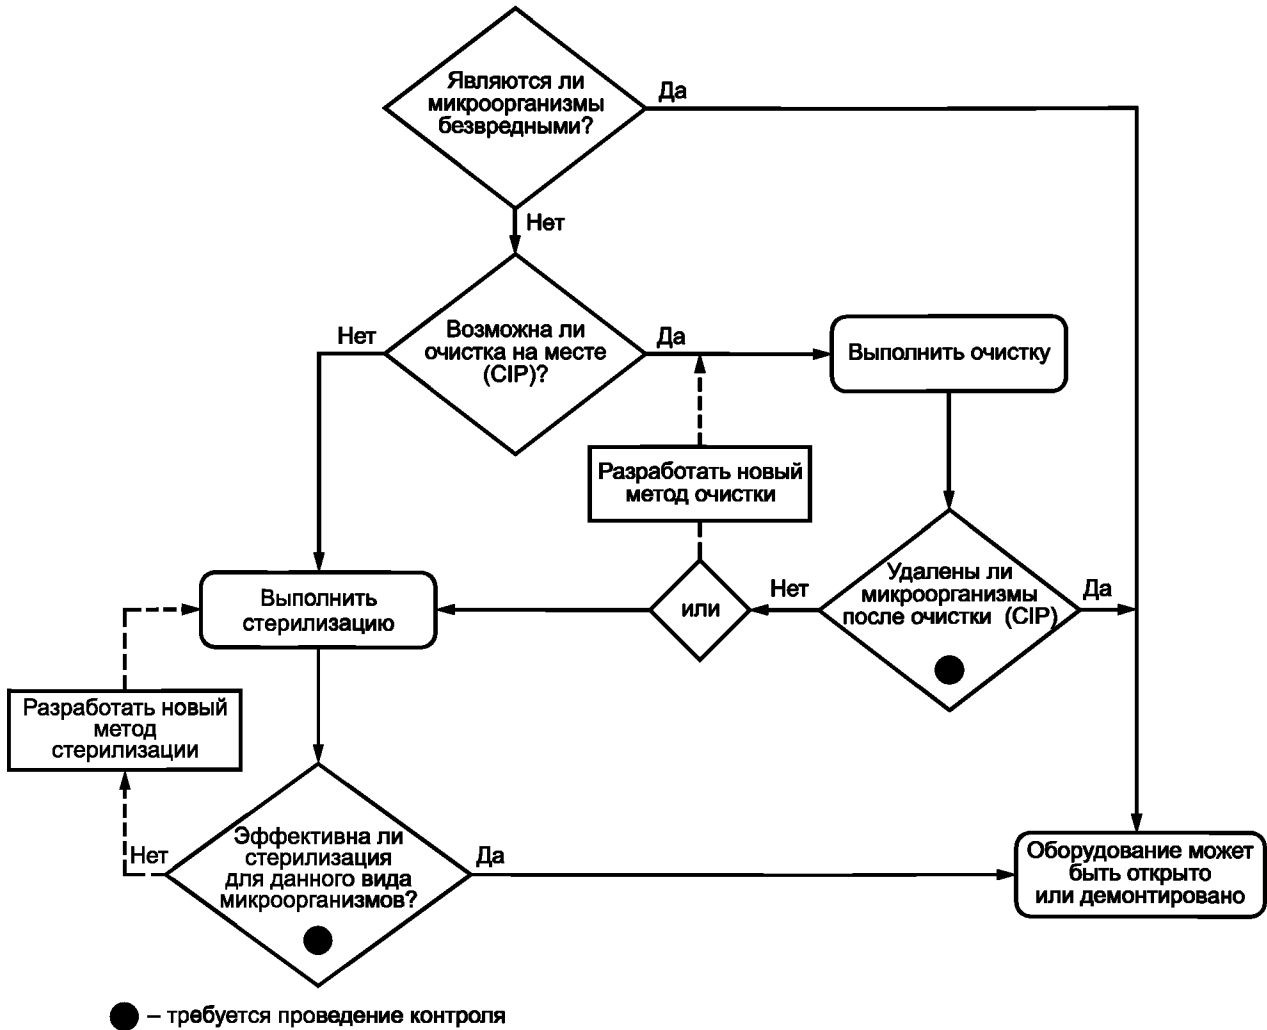 Являются ли
микроорганизмы
безвредными?
Да
Нет
Возможна ли
очистка на месте
(CIP)?
Нет
Да
Выполнить очистку
Разработать новый
метод очистки
Удалены ли
микроорганизмы
после очистки (CIP)
Нет
Да
или
Выполнить
стерилизацию
Разработать новый
метод
стерилизации
Эффективна ли
стерилизация
для данного вида
микроорганизмов?
Нет
Да
Оборудование может
быть открыто
или демонтировано
– требуется проведение контроля